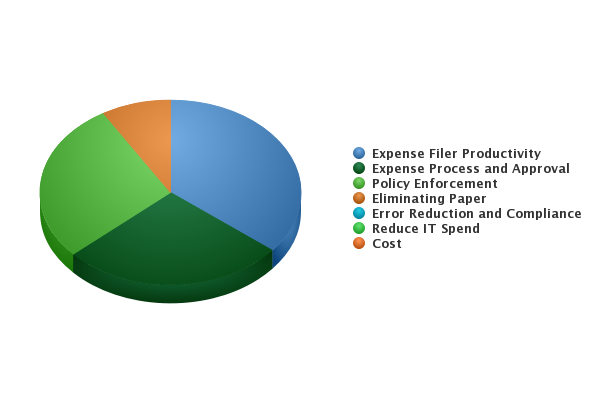 Expense Filer Productivity
Expense Process and Approval
Policy Enforcement
Eliminating Paper
Error Reduction and Compliance
Reduce IT Spend
Cost